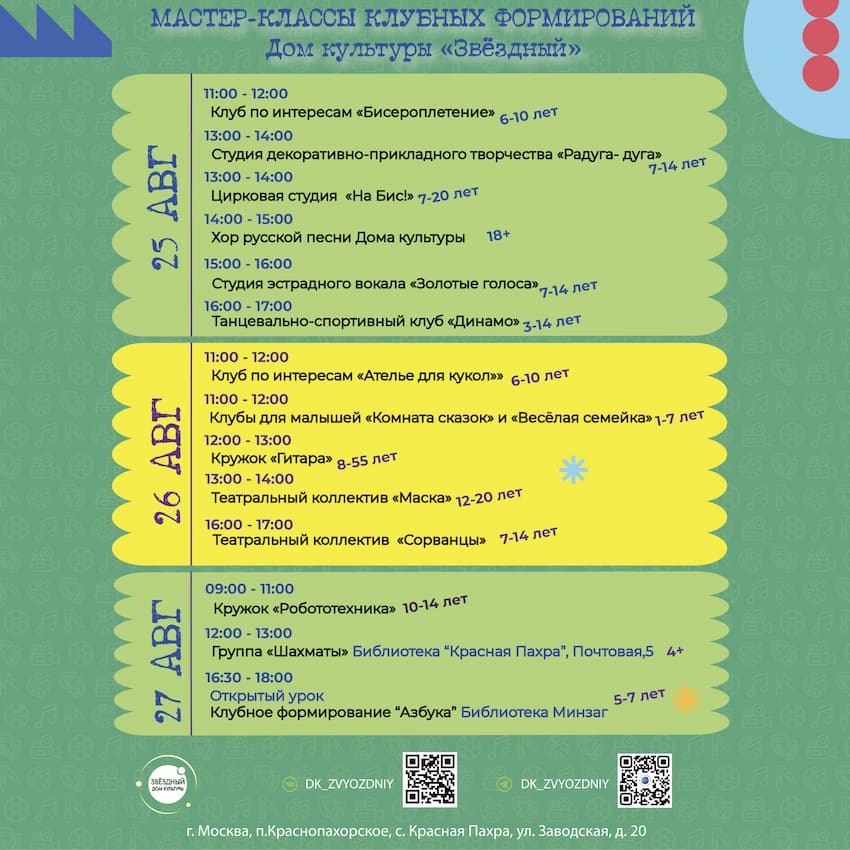 МАСТЕР-КЛАССЫ КЛУБНЫХ ФОРМИРОВАНИЙ
Дом культуры «Звёздный»
25 АВГ
11:00 - 12:00
Клуб по интересам «Бисероплетение» 6-10 лет
13:00 - 14:00
Студия декоративно-прикладного творчества «Радуга- дуга»
7-14 лет
13:00 - 14:00
Цирковая студия «На Бис!» 7-20 лет
14:00 - 15:00
Хор русской песни Дома культуры 18+
15:00 - 16:00
Студия эстрадного вокала «Золотые голоса» 7-14 лет
16:00 - 17:00
Танцевально-спортивный клуб «Динамо» 3-14 лет
26 АВГ
11:00 - 12:00
Клуб по интересам «Ателье для кукол»» 6-10 лет
11:00 - 12:00
Клубы для малышей «Комната сказок» и «Весёлая семейка» 1-7 лет
12:00 - 13:00
Кружок «Гитара» 8-55 лет
13:00 - 14:00
Театральный коллектив «Маска» 12-20 лет
16:00 - 17:00
Театральный коллектив «Сорванцы» 7-14 лет
27 АВГ
09:00 - 11:00
Кружок «Робототехника» 10-14 лет
12:00 - 13:00
Группа «Шахматы» Библиотека “Красная Пахра”, Почтовая,5 4+
16:30 - 18:00
Открытый урок
Клубное формирование “Азбука” Библиотека Минзаг 5-7 лет
ЗВЁЗДНЫЙ
ДОМ КУЛЬТУРЫ
DK_ZVYOZDNIY
DK_ZVYOZDNIY
г. Москва, п.Краснопахорское, с. Красная Пахра, ул. Заводская, д. 20